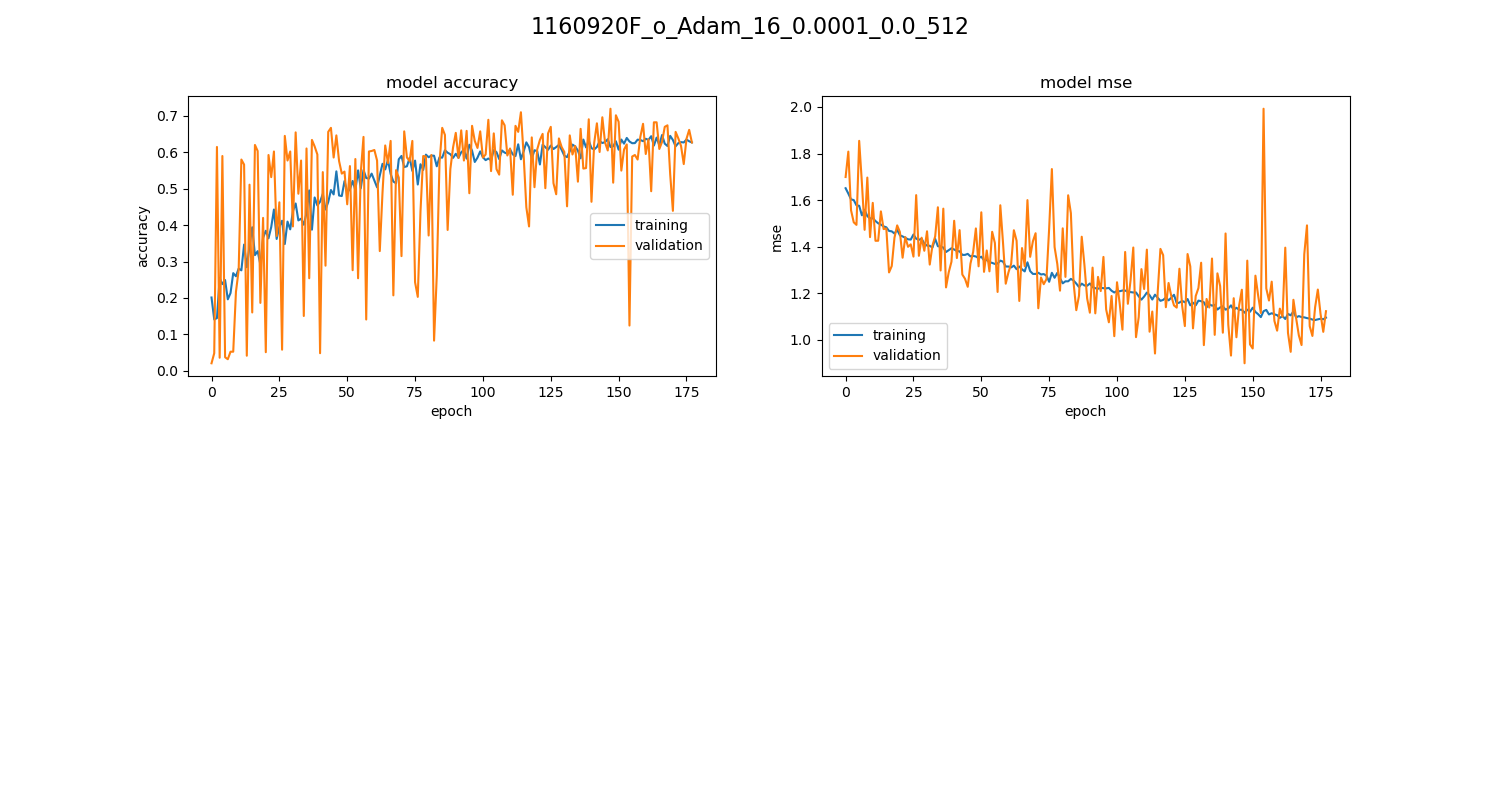 1160920F_o_Adam_16_0.0001_0.0_512
model accuracy
accuracy
0.7
0.6
0.5
0.4
0.3
0.2
0.1
0.0
training
validation
0 25 50 75 100 125 150 175
epoch
model mse
mse
2.0
1.8
1.6
1.4
1.2
1.0
training
validation
0 25 50 75 100 125 150 175
epoch